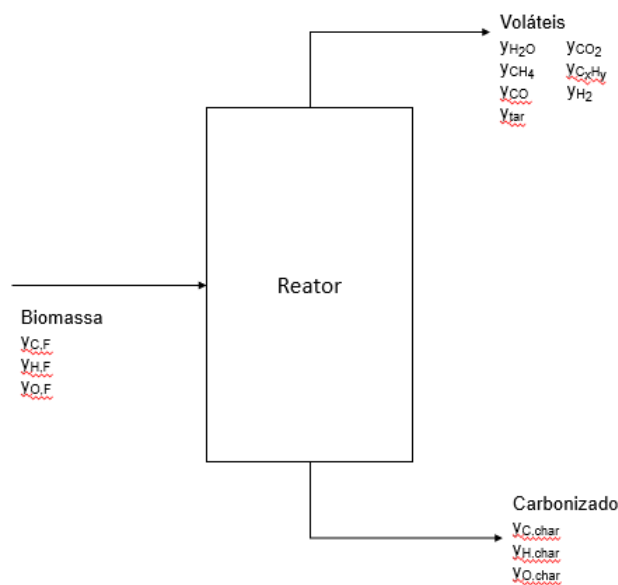 Voláteis
yH2O yCO2
yCH4 yCxHy
yCO yH2
ytar
Reator
Biomassa
yC,F
yH,F
yO,F
Carbonizado
yC,char
yH,char
yO,char